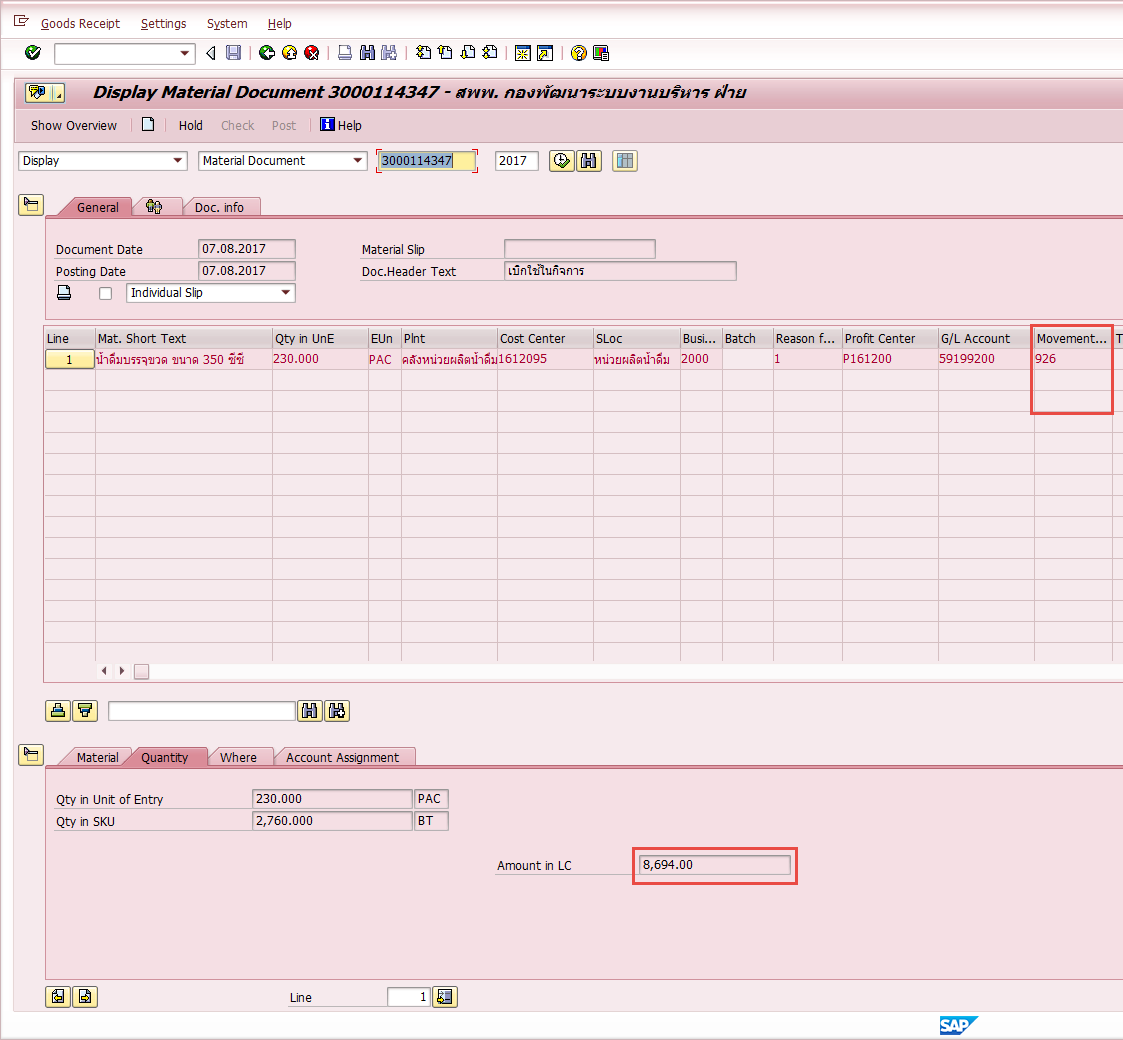 Goods Receipt Settings System Help
Display Material Document 3000114347 - สพพ. กองพัฒนาระบบงานบริหาร ฝ่าย
Show Overview Hold Check Post Help
Display Material Document 3000114347 2017
General Doc. info
Document Date 07.08.2017 Material Slip
Posting Date 07.08.2017 Doc.Header Text เบิกใช้ในกิจการ
Individual Slip
Line Mat. Short Text Qty in UnE EUn Plnt Cost Center SLoc Busi... Batch Reason f... Profit Center G/L Account Movement... T
1 น้ำดื่มบรรจุขวด ขนาด 350 ซีซี 230.000 PAC คลังหน่วยผลิตน้ำดื่ม 1612095 หน่วยผลิตน้ำดื่ม 2000 1 P161200 59199200 926
Material Quantity Where Account Assignment
Qty in Unit of Entry 230.000 PAC
Qty in SKU 2,760.000 BT
Amount in LC 8,694.00
Line 1
SAP